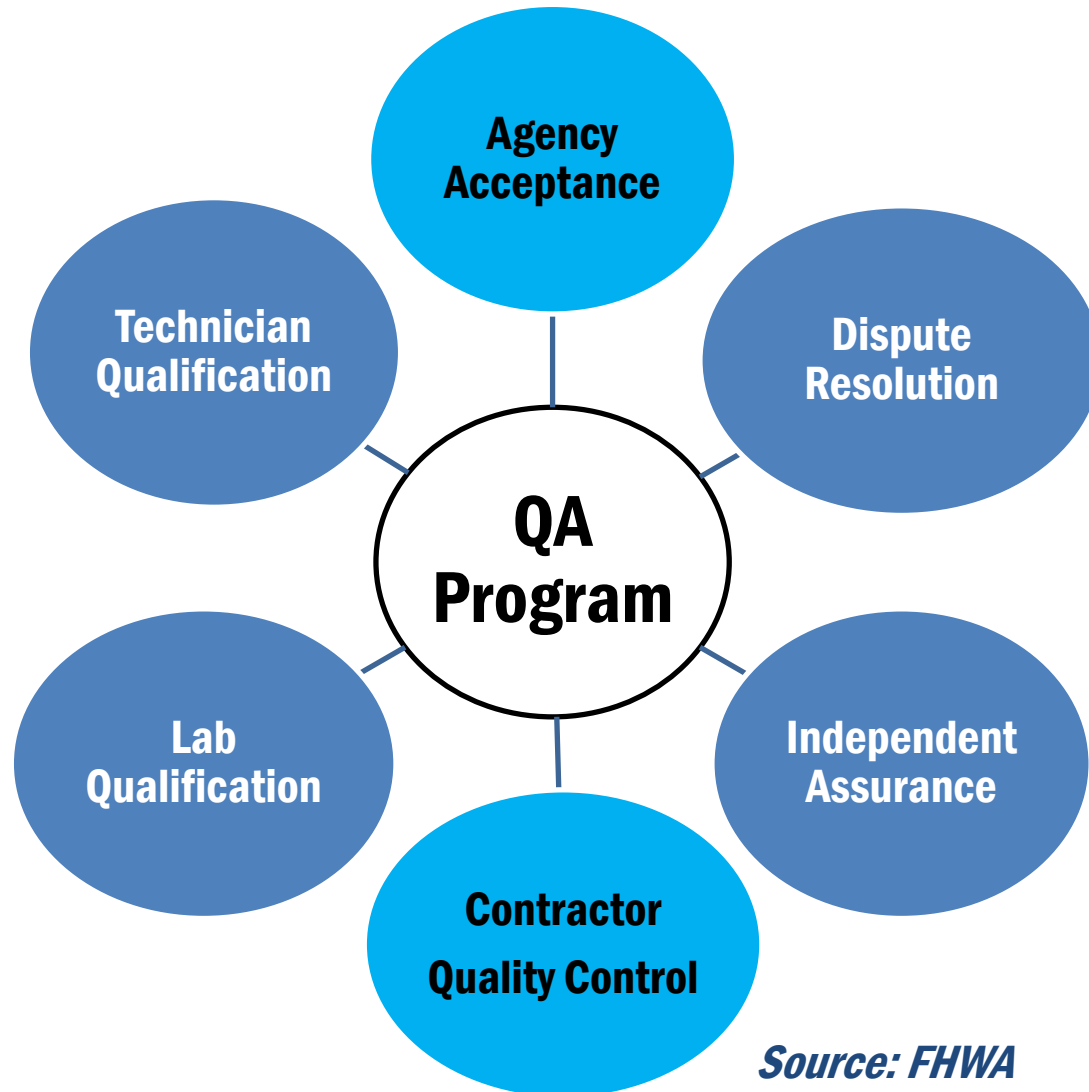 Agency
Acceptance
Technician
Qualification
Dispute
Resolution
QA
Program
Lab
Qualification
Independent
Assurance
Contractor
Quality Control
Source: FHWA